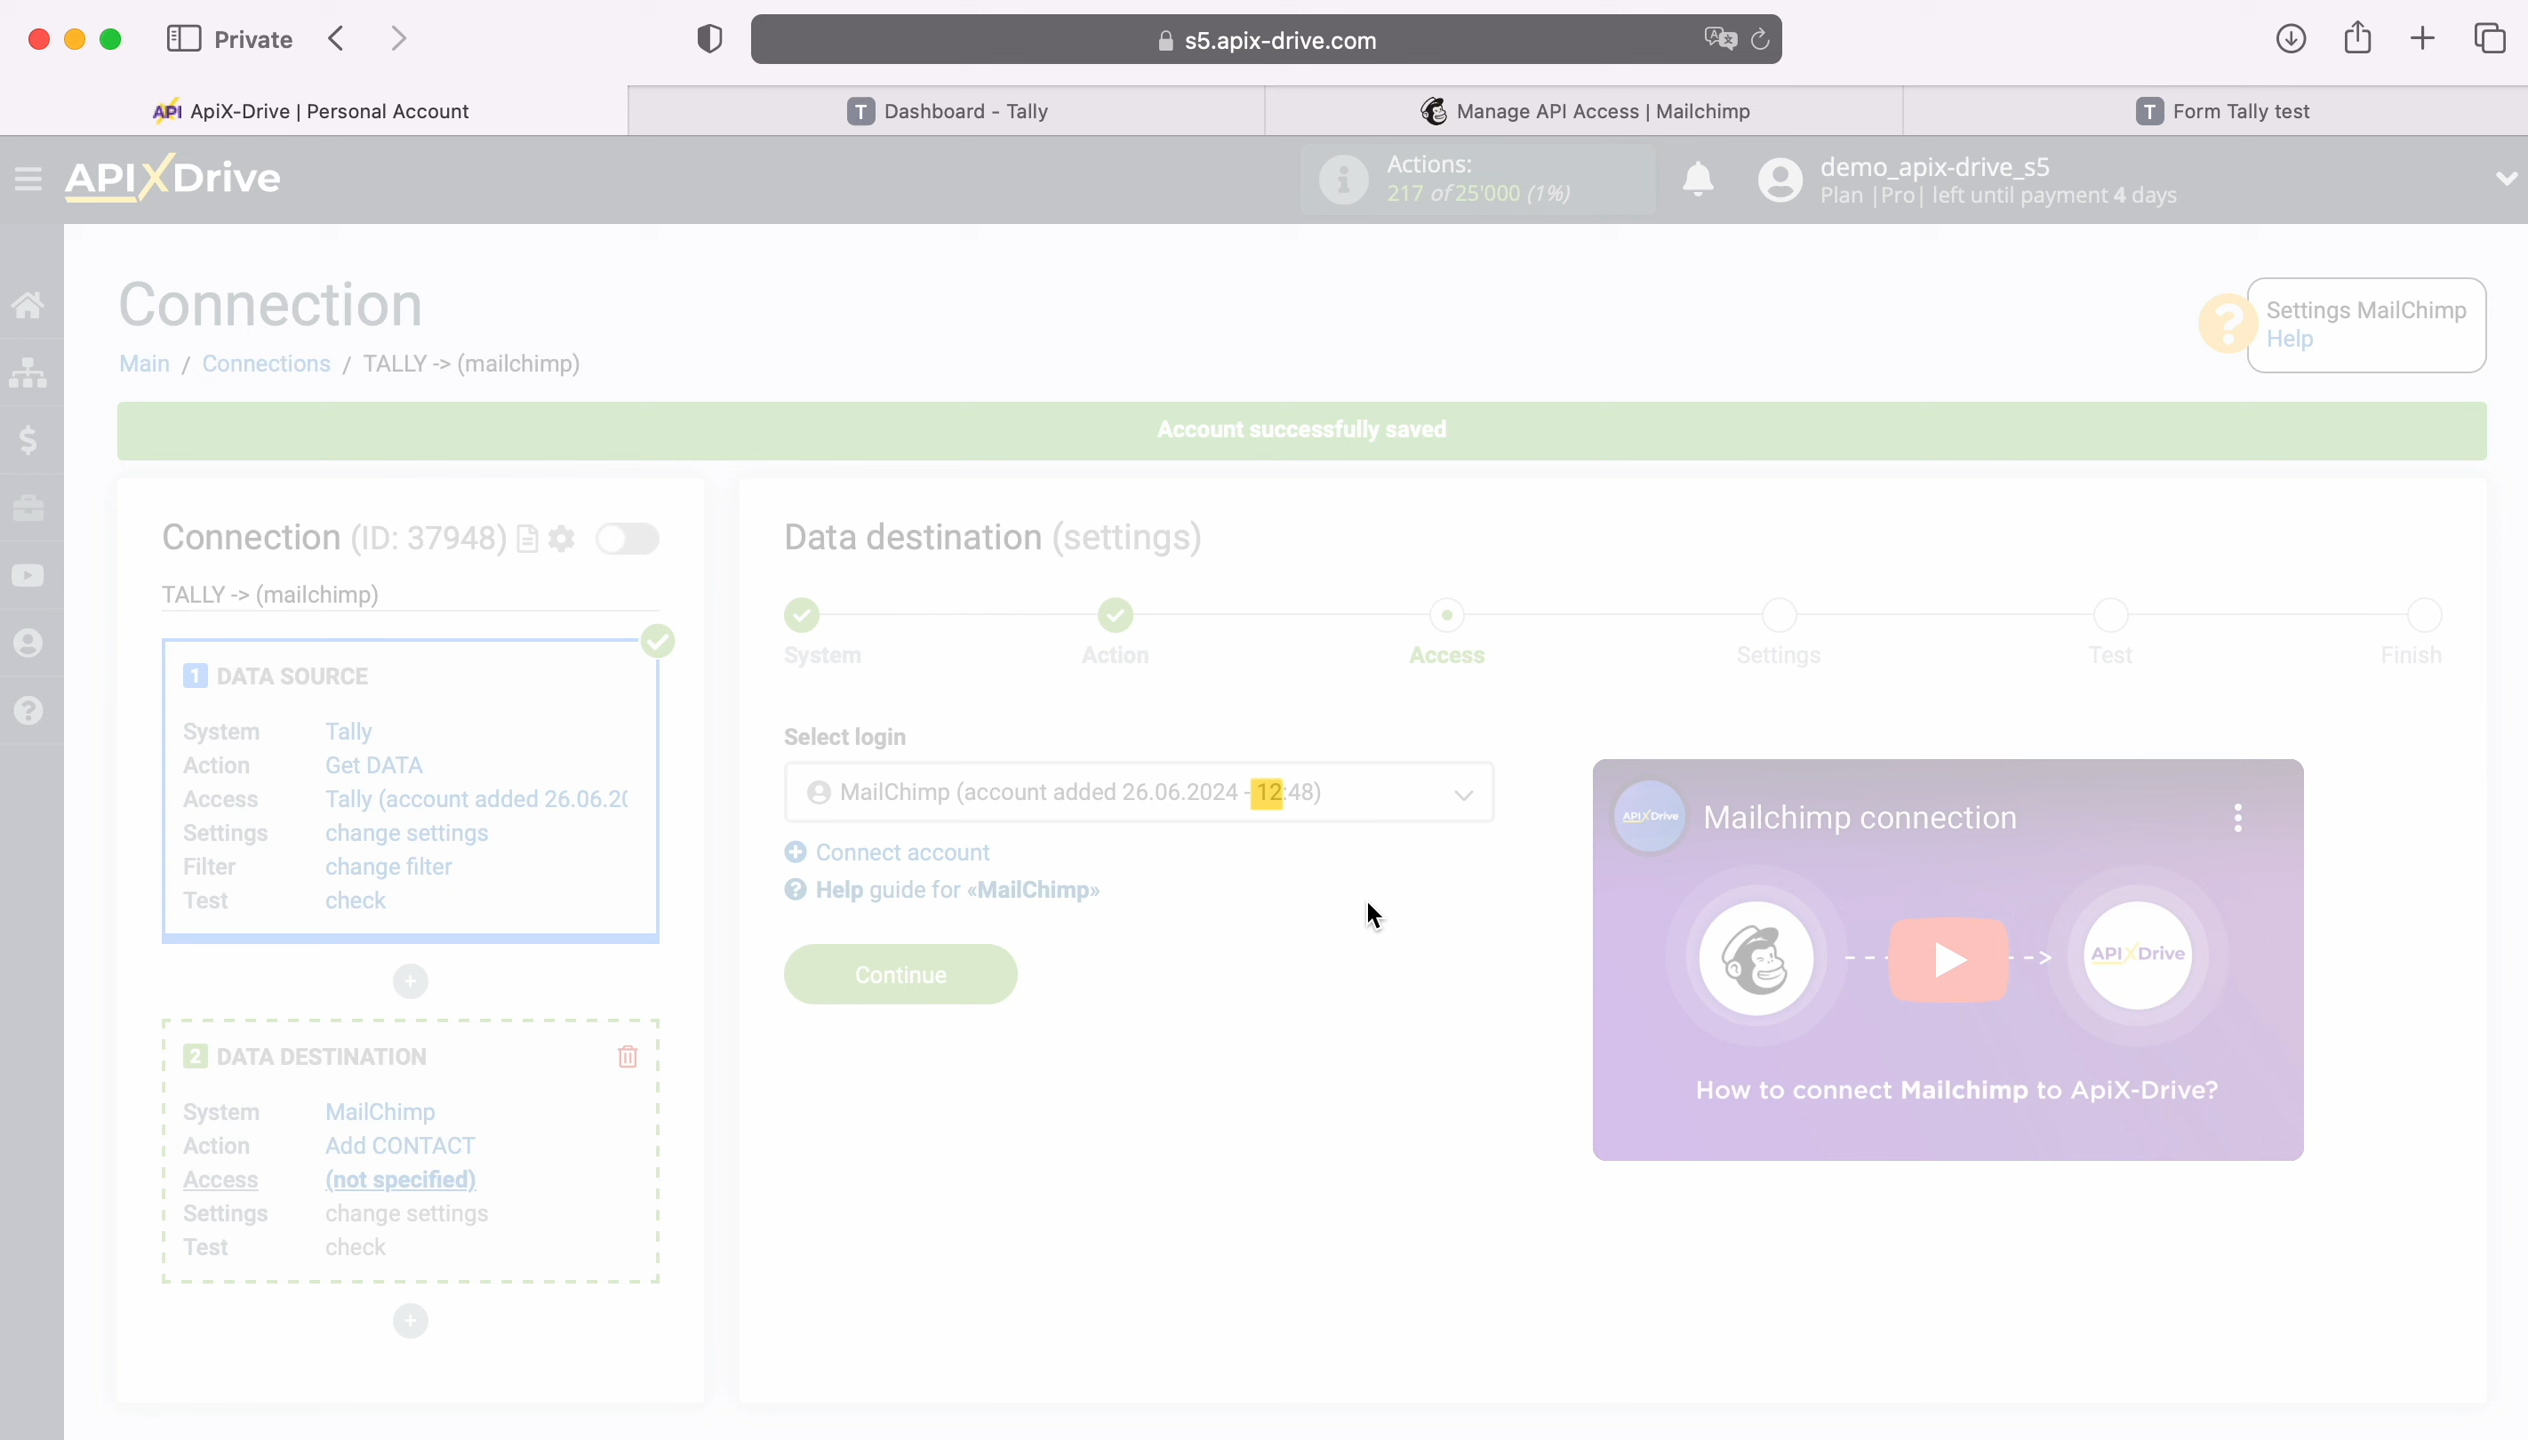 Private
s5.apix-drive.com
API ApiX-Drive | Personal Account
T Dashboard - Tally
Manage API Access | Mailchimp
T Form Tally test
APIXDrive
Actions:
217 of 25'000 (1%)
demo_apix-drive_s5
Plan |Pro| left until payment 4 days
Connection
Main / Connections / TALLY -> (mailchimp)
Settings MailChimp
Help
Account successfully saved
Connection (ID: 37948)
TALLY -> (mailchimp)
1 DATA SOURCE
System Tally
Action Get DATA
Access Tally (account added 26.06.20
Settings change settings
Filter change filter
Test check
2 DATA DESTINATION
System MailChimp
Action Add CONTACT
Access (not specified)
Settings change settings
Test check
Data destination (settings)
System Action Access Settings Test Finish
Select login
MailChimp (account added 26.06.2024 - 12:48)
Connect account
Help guide for «MailChimp»
Continue
APIXDrive Mailchimp connection
APIXDrive
How to connect Mailchimp to ApiX-Drive?